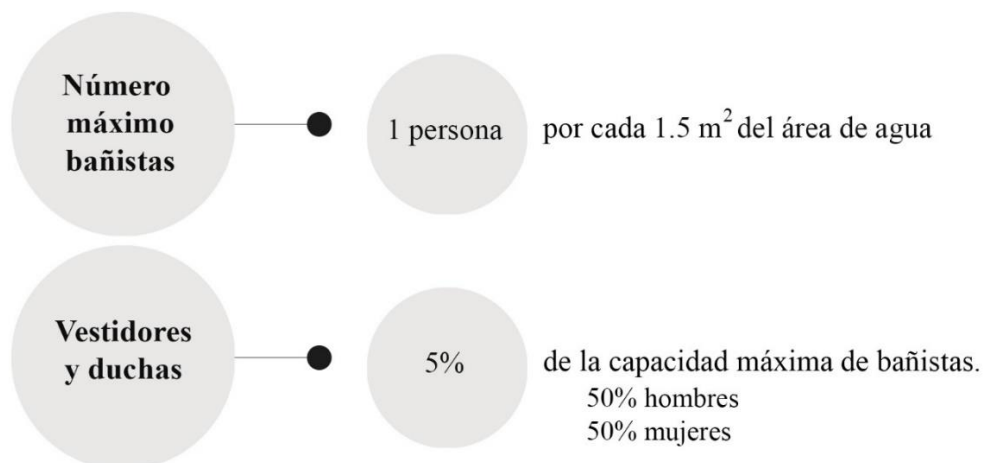 Número
máximo
bañistas
1 persona
por cada 1.5 m² del área de agua
Vestidores
y duchas
5%
de la capacidad máxima de bañistas.
50% hombres
50% mujeres